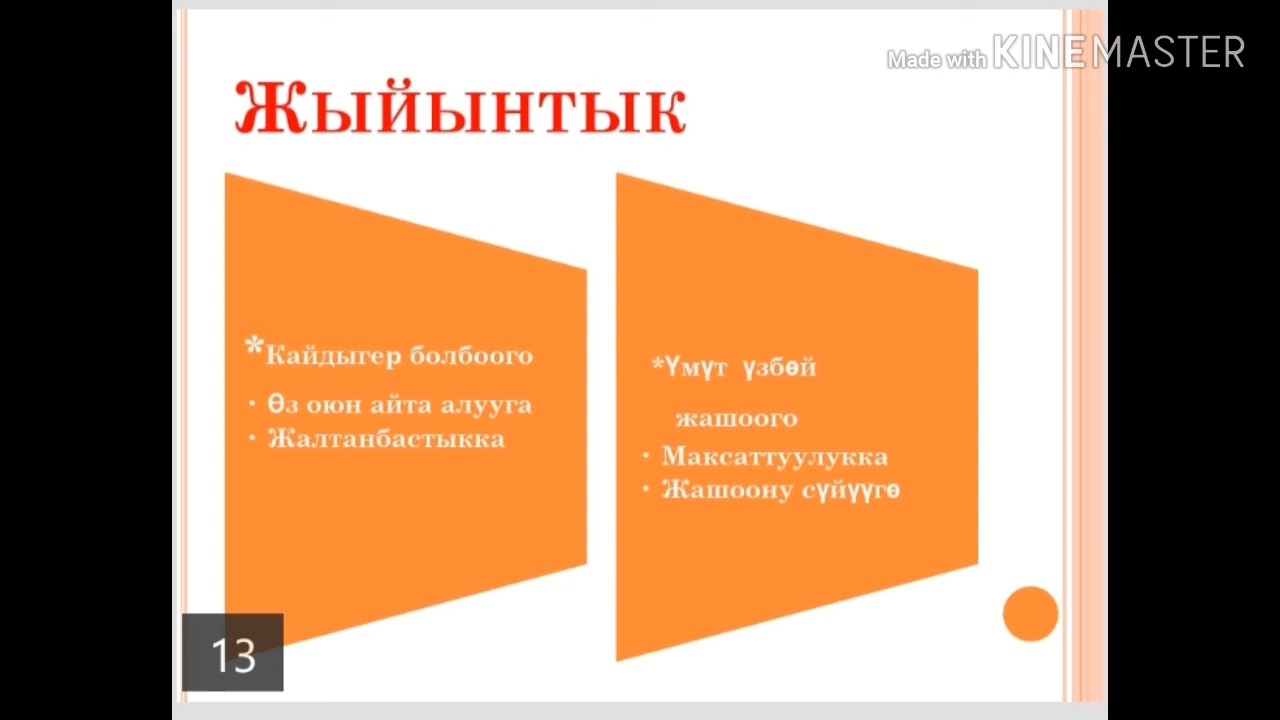 Made with KINEMASTER
Жыйынтык
*Кайдыгер болбоого
• Өз оюн айта алууга
• Жалтанбастыкка
*Үмүт үзбөй
жашоого
• Максаттуулукка
• Жашоону сүйүүгө
13